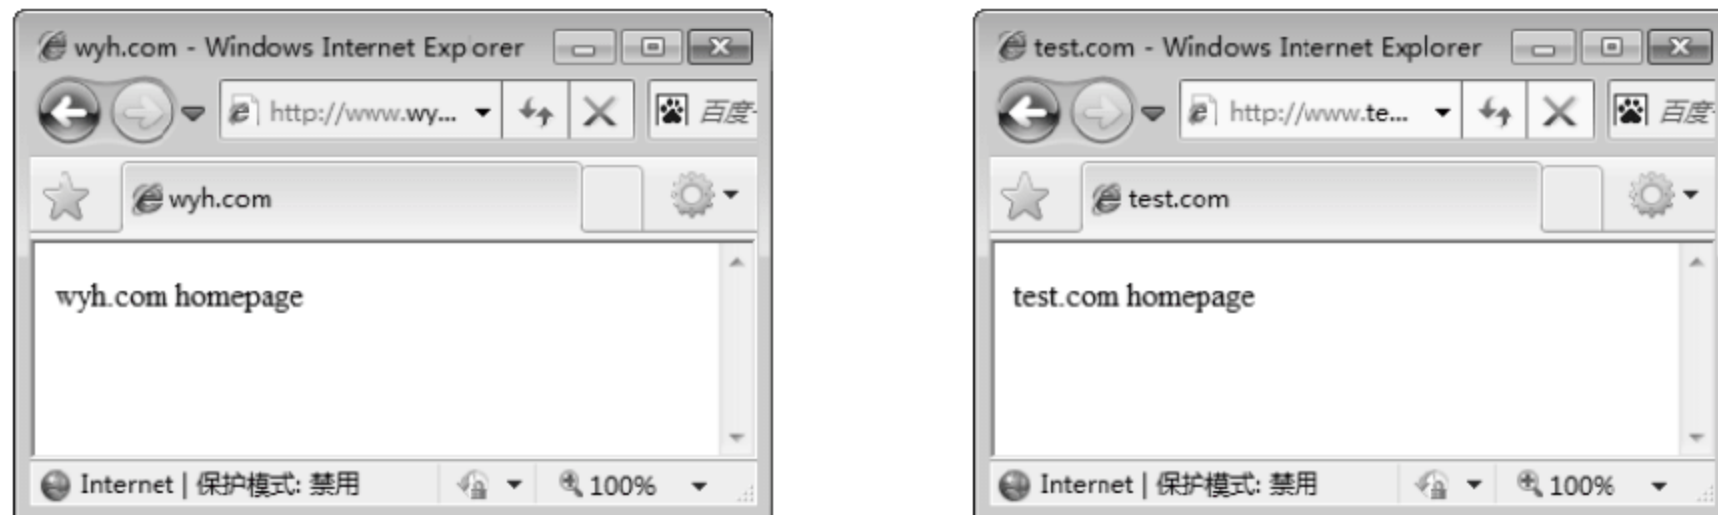 wyh.com - Windows Internet Explorer
http://www.wy...
百度
wyh.com
wyh.com homepage
Internet | 保护模式: 禁用
100%
test.com - Windows Internet Explorer
http://www.te...
百度
test.com
test.com homepage
Internet | 保护模式: 禁用
100%